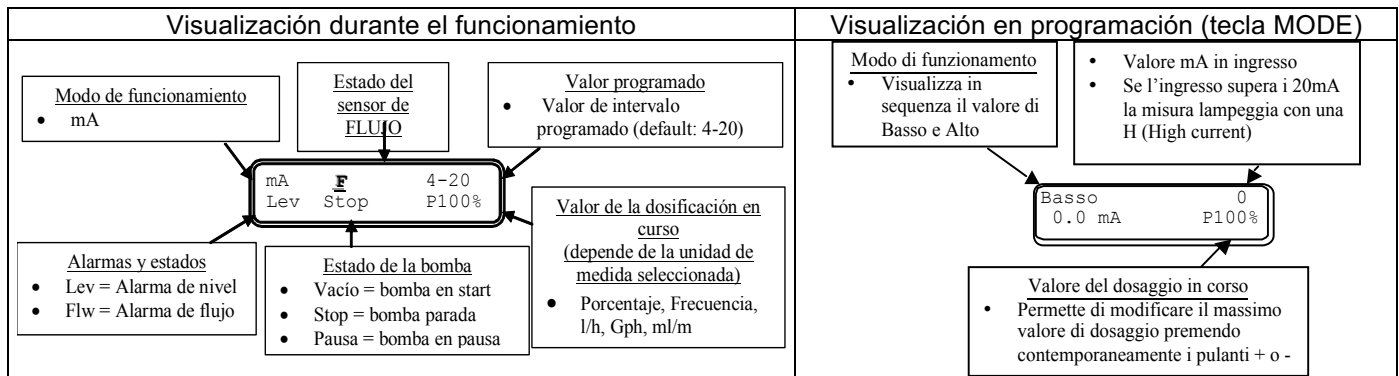 Visualización durante el funcionamiento
Modo de funcionamiento
• mA
Estado del
sensor de
FLUJO
Valor programado
• Valor de intervalo
programado (default: 4-20)
mA F 4-20
Lev Stop P100%
Alarmas y estados
• Lev = Alarma de nivel
• Flw = Alarma de flujo
Estado de la bomba
• Vacío = bomba en start
• Stop = bomba parada
• Pausa = bomba en pausa
Valor de la dosificación en
curso
(depende de la unidad de
medida seleccionada)
• Porcentaje, Frecuencia,
l/h, Gph, ml/m
Visualización en programación (tecla MODE)
Modo di funzionamento
• Visualizza in
sequenza il valore di
Basso e Alto
• Valore mA in ingresso
• Se l’ingresso supera i 20mA
la misura lampeggia con una
H (High current)
Basso 0
0.0 mA P100%
Valore del dosaggio in corso
• Permette di modificare il massimo
valore di dosaggio premendo
contemporaneamente i pulanti + o -